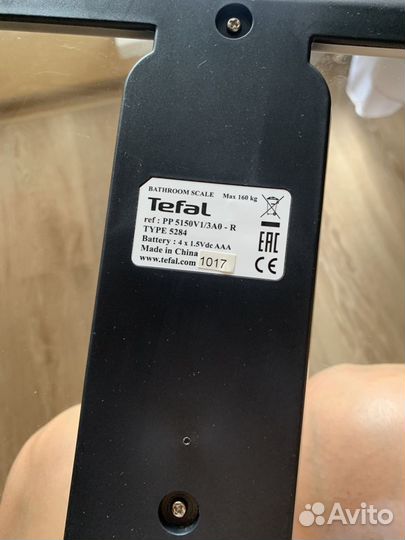 BATHROOM SCALE Max 160 kg
Tefal
ref : PP 5150V1/3A0 - R
TYPE 5284
Battery : 4 x 1.5Vdc AAA
Made in China
www.tefal.com 1017
EAC
CE
Avito